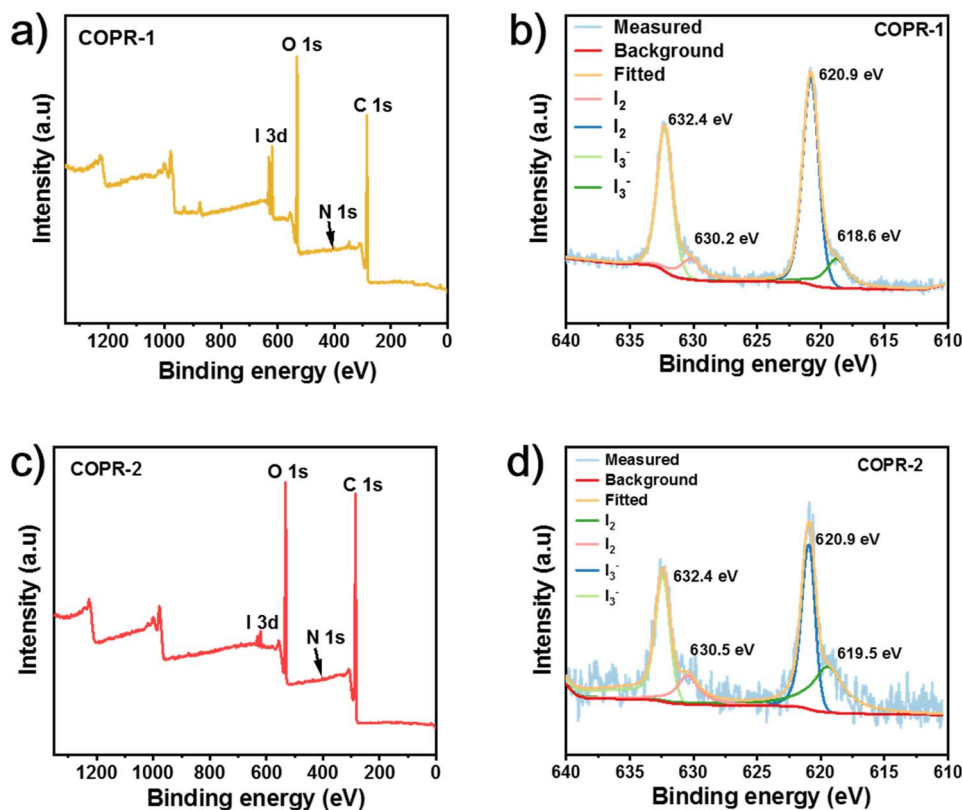 a)
COPR-1
O 1s
C 1s
I 3d
N 1s
Intensity (a.u)
1200 1000 800 600 400 200 0
Binding energy (eV)
b)
COPR-1
Measured
Background
Fitted
I₂
I₂
I₃⁻
I₃⁻
620.9 eV
632.4 eV
630.2 eV
618.6 eV
Intensity (a.u)
640 635 630 625 620 615 610
Binding energy (eV)
c)
COPR-2
O 1s
C 1s
I 3d
N 1s
Intensity (a.u)
1200 1000 800 600 400 200 0
Binding energy (eV)
d)
COPR-2
Measured
Background
Fitted
I₂
I₂
I₃⁻
I₃⁻
620.9 eV
632.4 eV
630.5 eV
619.5 eV
Intensity (a.u)
640 635 630 625 620 615 610
Binding energy (eV)